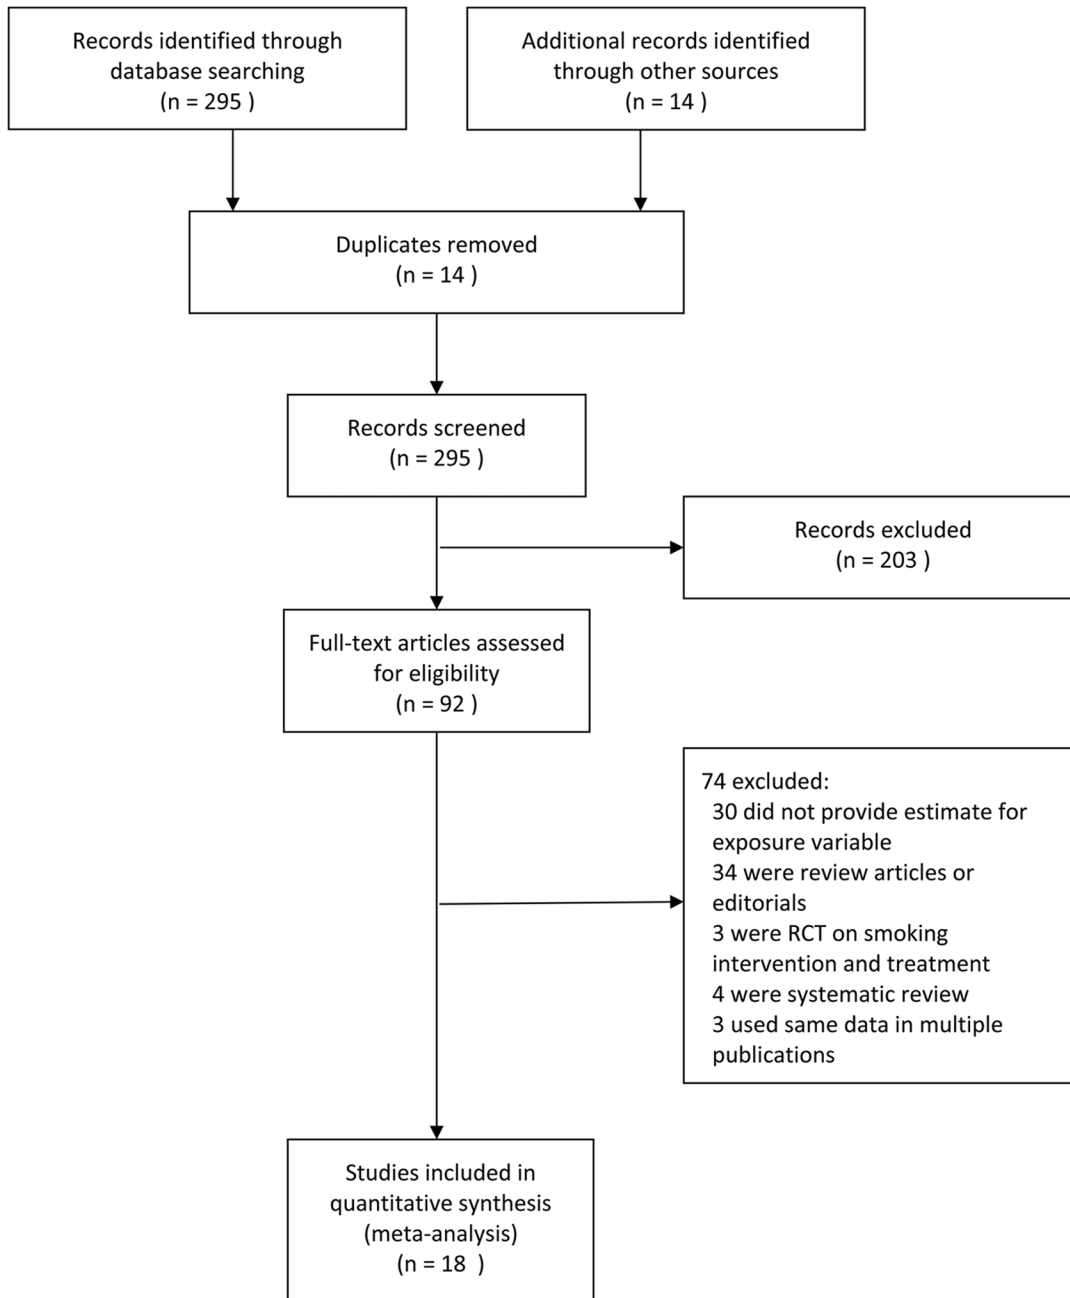 Records identified through
database searching
(n = 295 )
Additional records identified
through other sources
(n = 14 )
Duplicates removed
(n = 14 )
Records screened
(n = 295 )
Records excluded
(n = 203 )
Full-text articles assessed
for eligibility
(n = 92 )
74 excluded:
30 did not provide estimate for
exposure variable
34 were review articles or
editorials
3 were RCT on smoking
intervention and treatment
4 were systematic review
3 used same data in multiple
publications
Studies included in
quantitative synthesis
(meta-analysis)
(n = 18 )